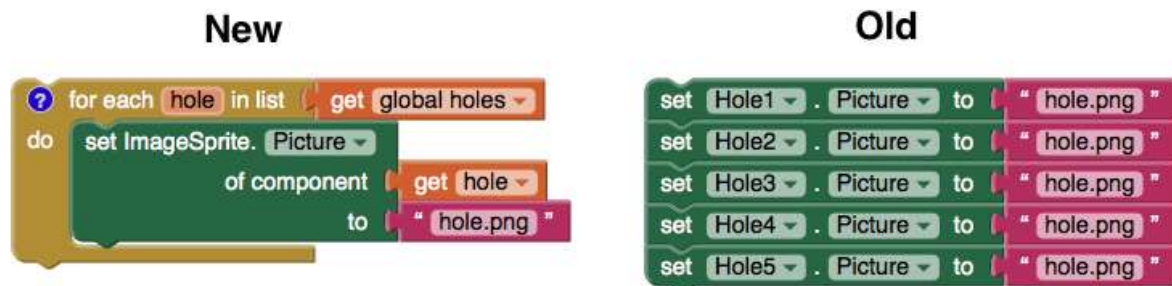 New
? for each hole in list get global holes
do set ImageSprite. Picture
of component get hole
to " hole.png "
Old
set Hole1 . Picture to " hole.png "
set Hole2 . Picture to " hole.png "
set Hole3 . Picture to " hole.png "
set Hole4 . Picture to " hole.png "
set Hole5 . Picture to " hole.png "